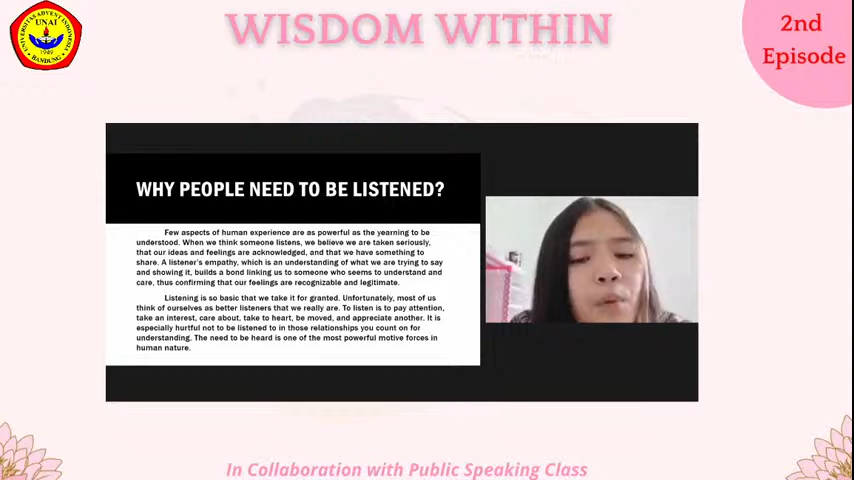 WISDOM WITHIN
2nd
Episode
UNIVERSITAS ADVENT INDONESIA
UNAI
1949
BANDUNG
WHY PEOPLE NEED TO BE LISTENED?
Few aspects of human experience are as powerful as the yearning to be
understood. When we think someone listens, we believe we are taken seriously,
that our ideas and feelings are acknowledged, and that we have something to
share. A listener's empathy, which is an understanding of what we are trying to say
and showing it, builds a bond linking us to someone who seems to understand and
care, thus confirming that our feelings are recognizable and legitimate.
Listening is so basic that we take it for granted. Unfortunately, most of us
think of ourselves as better listeners that we really are. To listen is to pay attention,
take an interest, care about, take to heart, be moved, and appreciate another. It is
especially hurtful not to be listened to in those relationships you count on for
understanding. The need to be heard is one of the most powerful motive forces in
human nature.
In Collaboration with Public Speaking Class